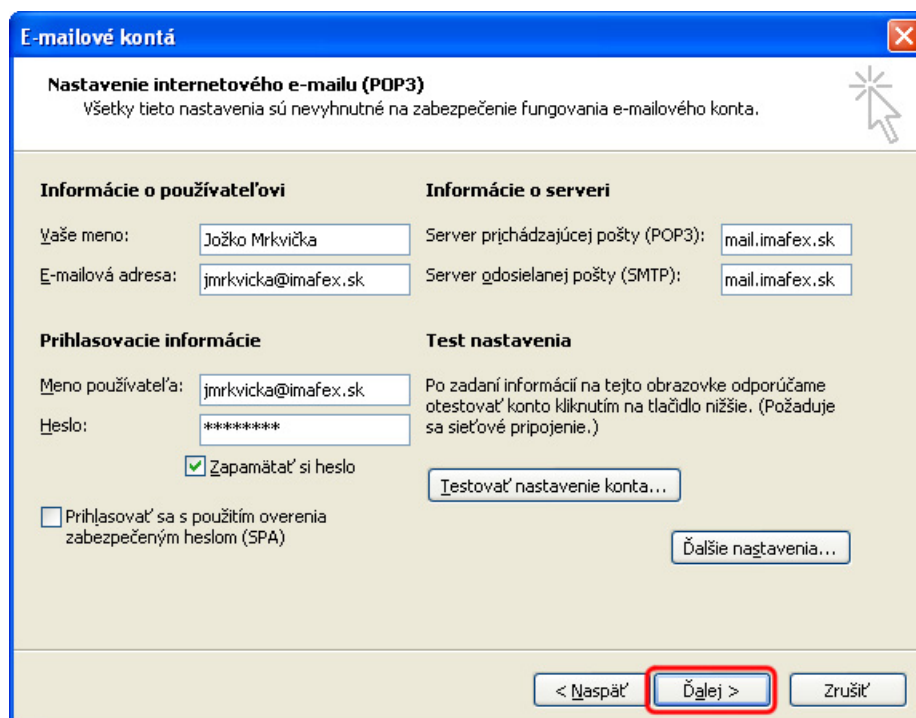 E-mailové kontá
Nastavenie internetového e-mailu (POP3)
Všetky tieto nastavenia sú nevyhnutné na zabezpečenie fungovania e-mailového konta.
Informácie o používateľovi
Vaše meno: Jožko Mrkvička
E-mailová adresa: jmrkvicka@imafex.sk
Informácie o serveri
Server prichádzajúcej pošty (POP3): mail.imafex.sk
Server odosielanej pošty (SMTP): mail.imafex.sk
Prihlasovacie informácie
Meno používateľa: jmrkvicka@imafex.sk
Heslo: ********
Zapamätať si heslo
Prihlasovať sa s použitím overenia
zabezpečeným heslom (SPA)
Test nastavenia
Po zadaní informácií na tejto obrazovke odporúčame
otestovať konto kliknutím na tlačidlo nižšie. (Požaduje
sa sieťové pripojenie.)
Testovať nastavenie konta...
Ďalšie nastavenia...
< Naspäť
Ďalej >
Zrušiť